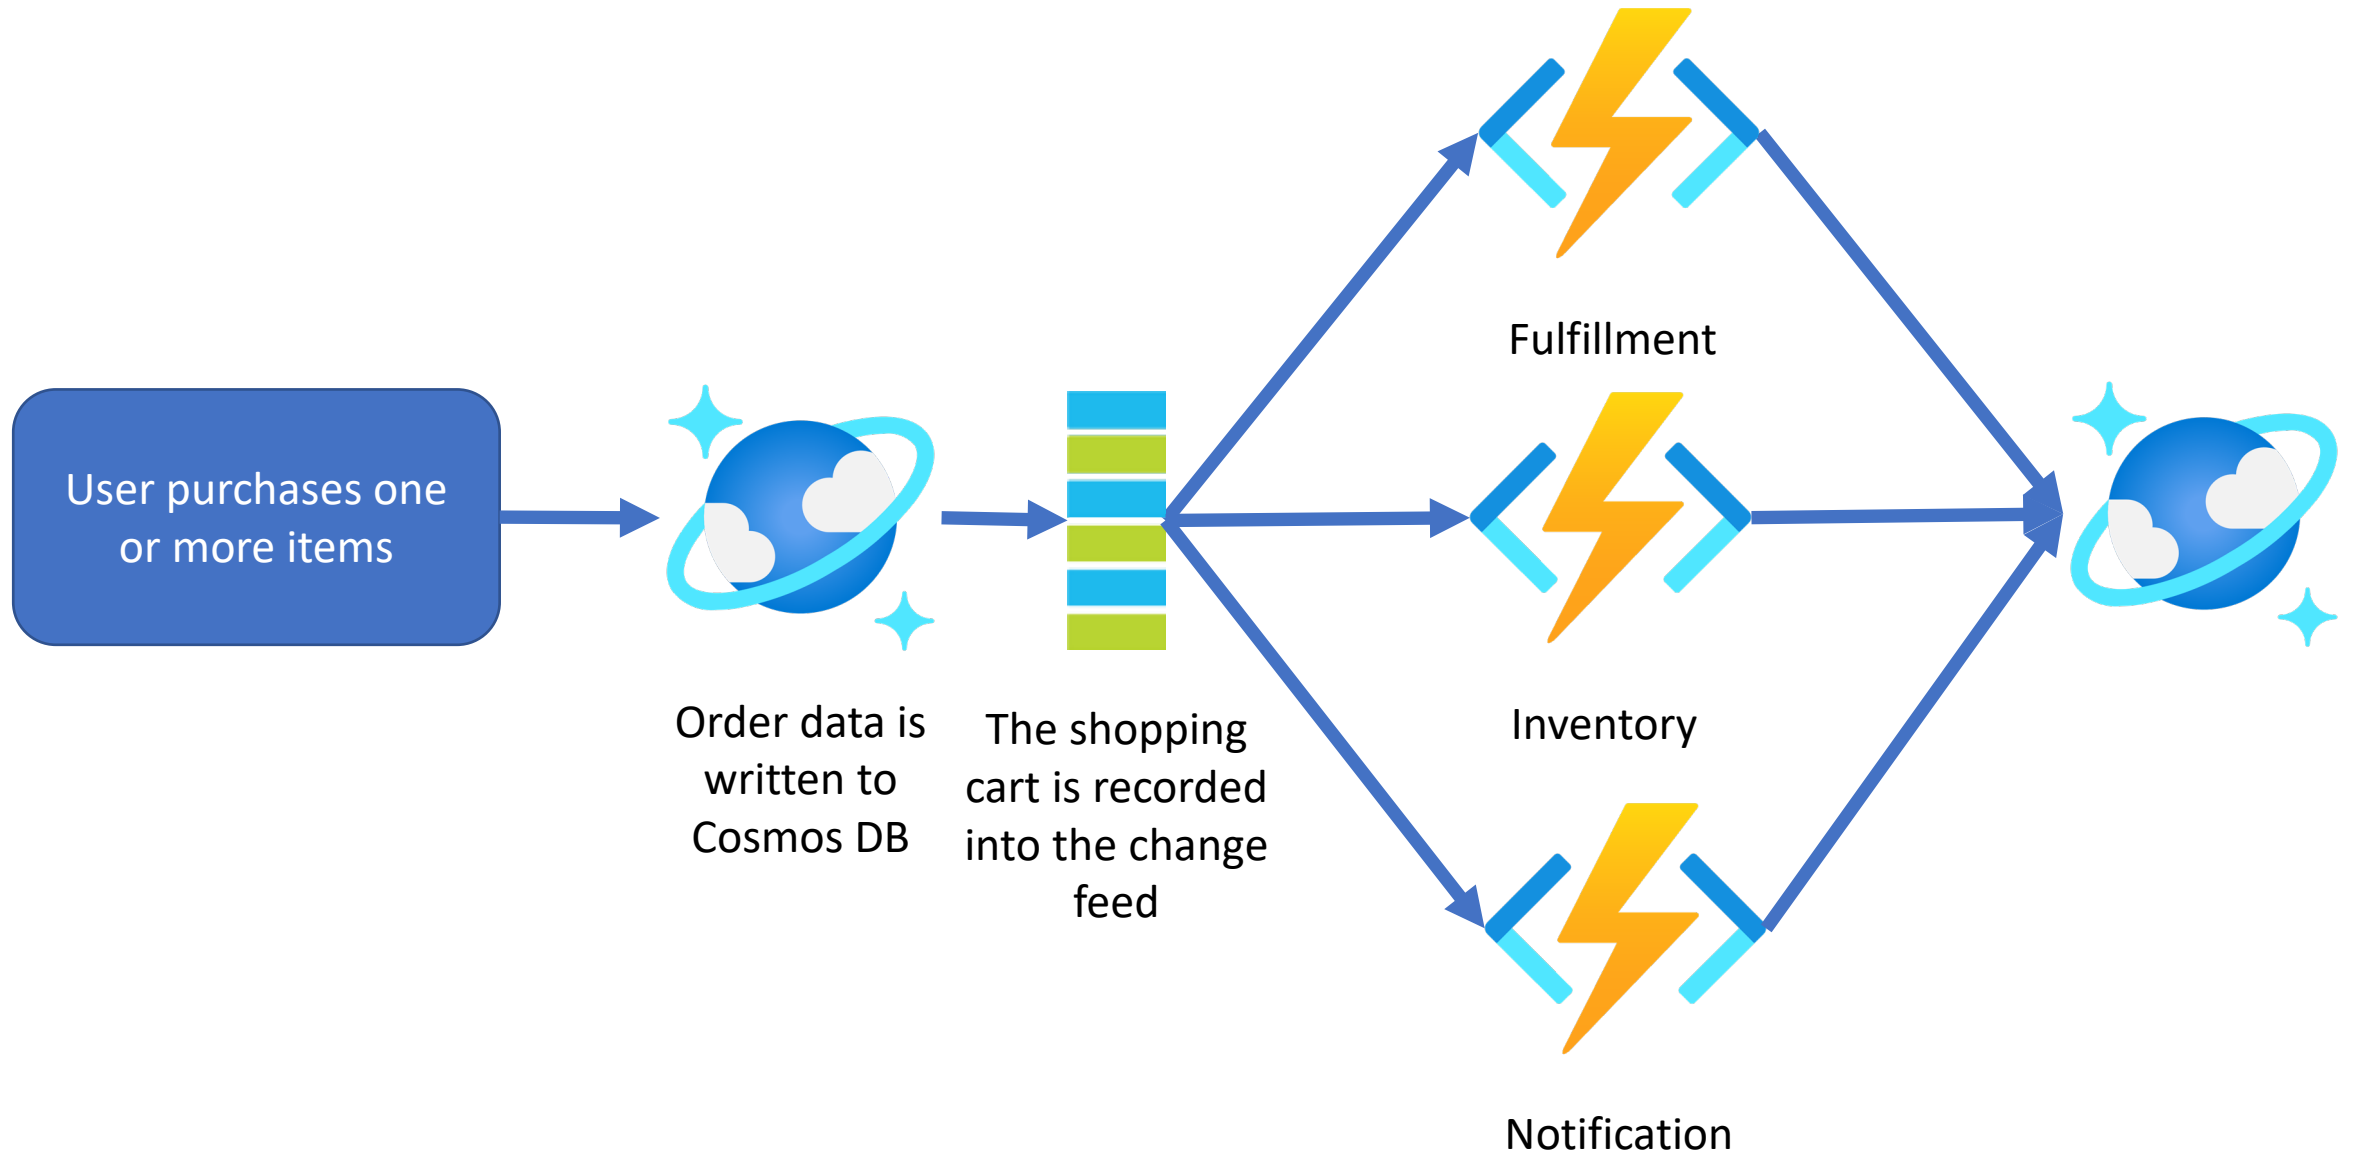 User purchases one
or more items
Order data is
written to
Cosmos DB
The shopping
cart is recorded
into the change
feed
Fulfillment
Inventory
Notification